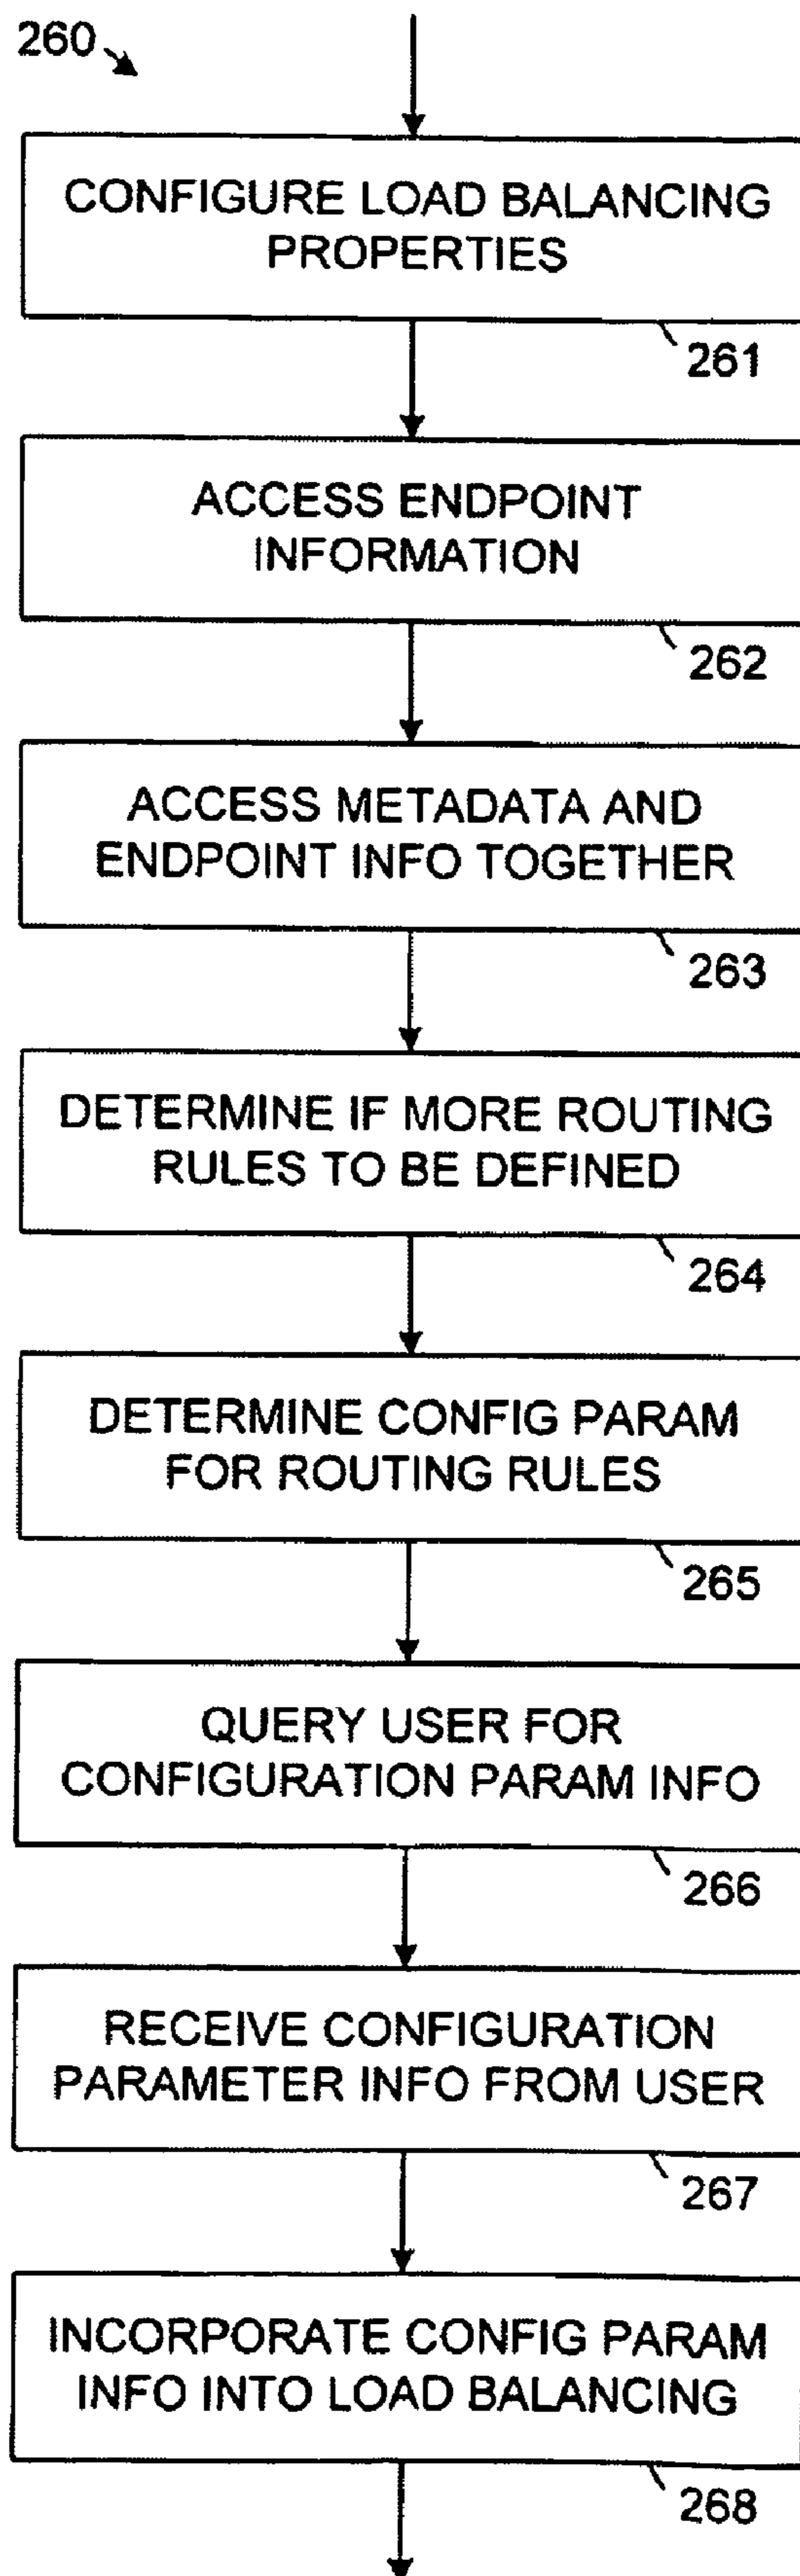 260
CONFIGURE LOAD BALANCING
PROPERTIES
261
ACCESS ENDPOINT
INFORMATION
262
ACCESS METADATA AND
ENDPOINT INFO TOGETHER
263
DETERMINE IF MORE ROUTING
RULES TO BE DEFINED
264
DETERMINE CONFIG PARAM
FOR ROUTING RULES
265
QUERY USER FOR
CONFIGURATION PARAM INFO
266
RECEIVE CONFIGURATION
PARAMETER INFO FROM USER
267
INCORPORATE CONFIG PARAM
INFO INTO LOAD BALANCING
268